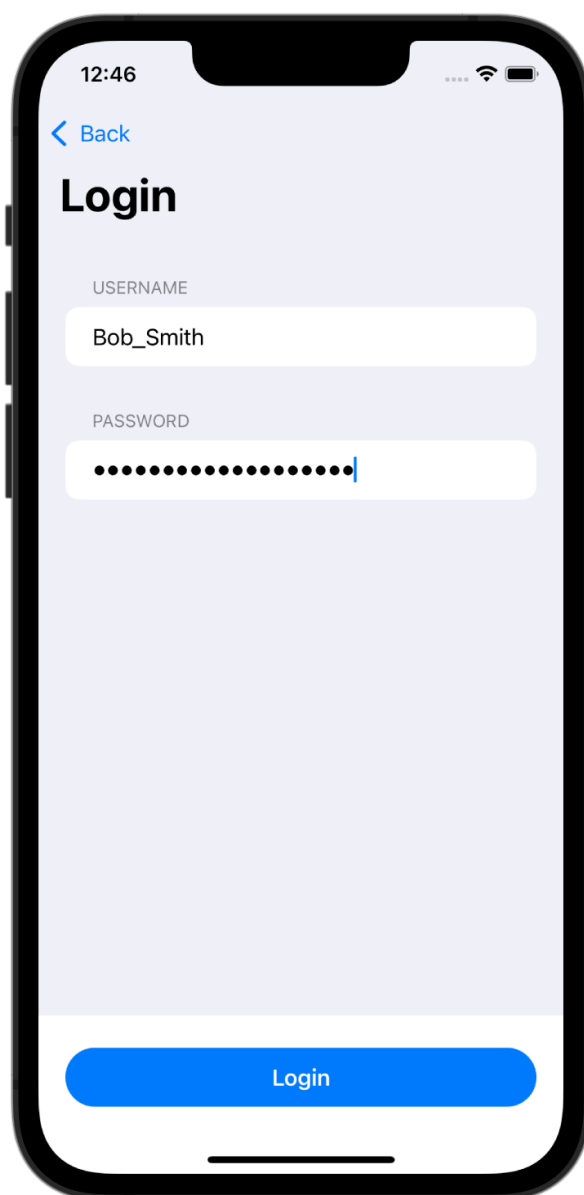 12:46
Back
Login
USERNAME
Bob_Smith
PASSWORD
•••••••••••••••••••
Login